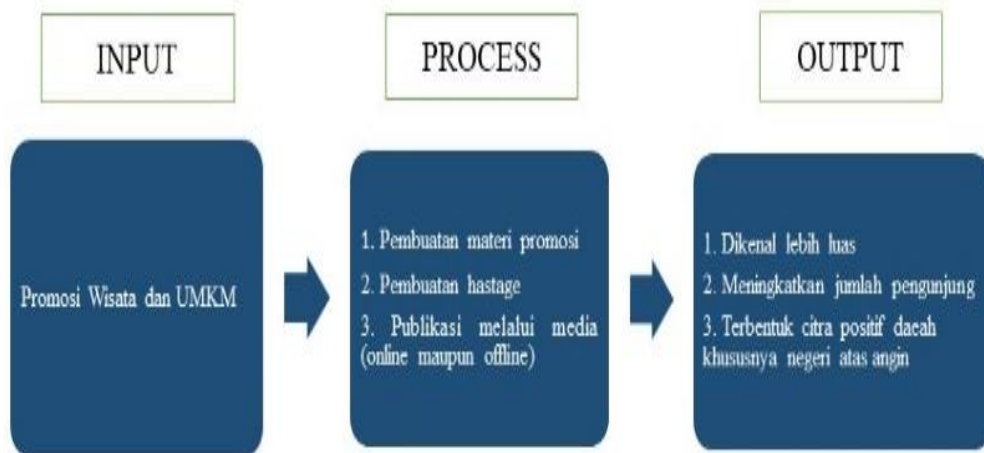 INPUT
PROCESS
OUTPUT
Promosi Wisata dan UMKM
1. Pembuatan materi promosi
2. Pembuatan hastage
3. Publikasi melalui media
(online maupun offline)
1. Dikenal lebih luas
2. Meningkatkan jumlah pengunjung
3. Terbentuk citra positif daeah
khususnya negeri atas angin